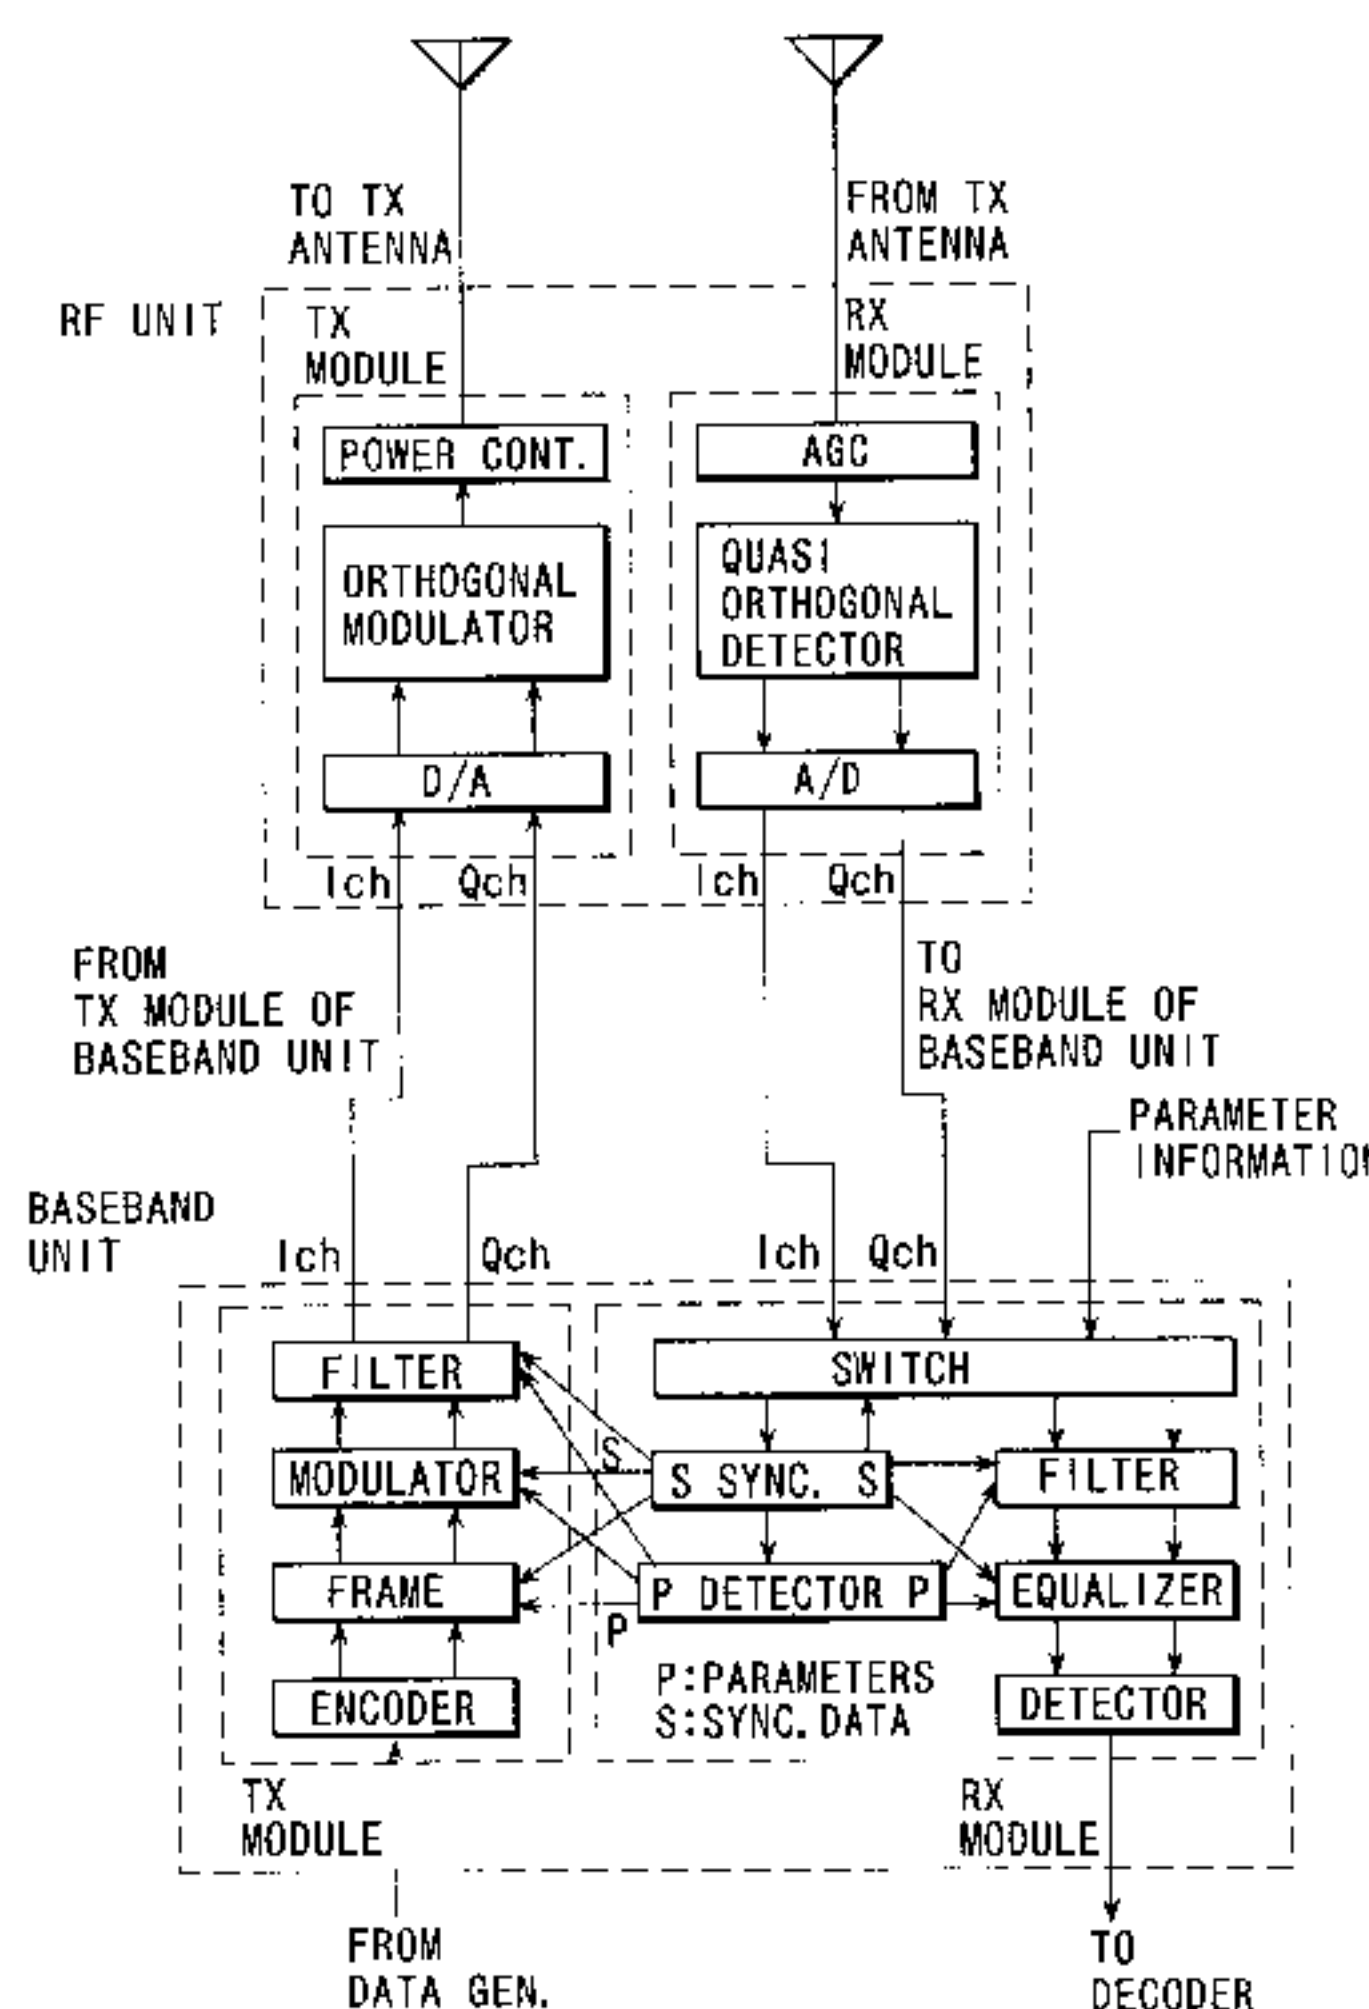 TO TX
ANTENNA
FROM TX
ANTENNA
RF UNIT
TX
MODULE
RX
MODULE
POWER CONT.
AGC
ORTHOGONAL
MODULATOR
QUASI
ORTHOGONAL
DETECTOR
D/A
A/D
Ich
Qch
Ich
Qch
FROM
TX MODULE OF
BASEBAND UNIT
TO
RX MODULE OF
BASEBAND UNIT
PARAMETER
INFORMATION
BASEBAND
UNIT
Ich
Qch
Ich
Qch
FILTER
SWITCH
S
MODULATOR
S SYNC. S
FILTER
FRAME
P DETECTOR P
EQUALIZER
P
ENCODER
P:PARAMETERS
S:SYNC.DATA
DETECTOR
TX
MODULE
RX
MODULE
FROM
DATA GEN.
TO
DECODER